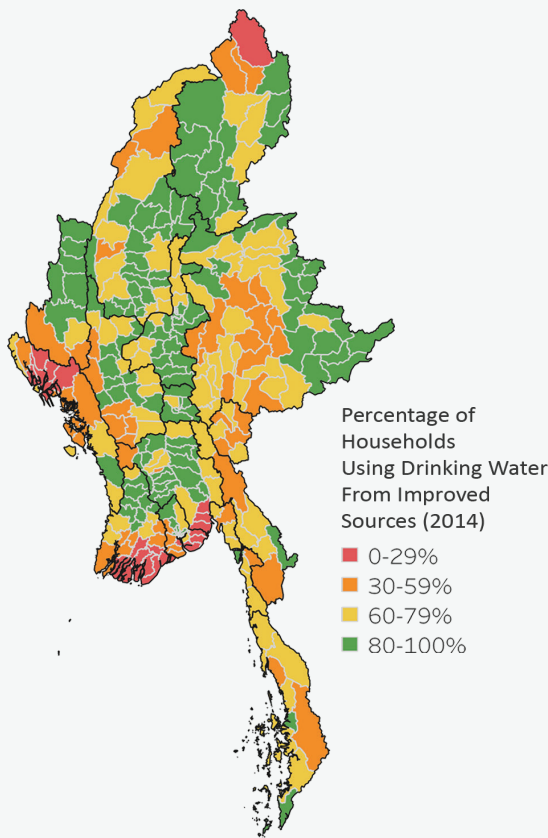 Percentage of
Households
Using Drinking Water
From Improved
Sources (2014)
0-29%
30-59%
60-79%
80-100%